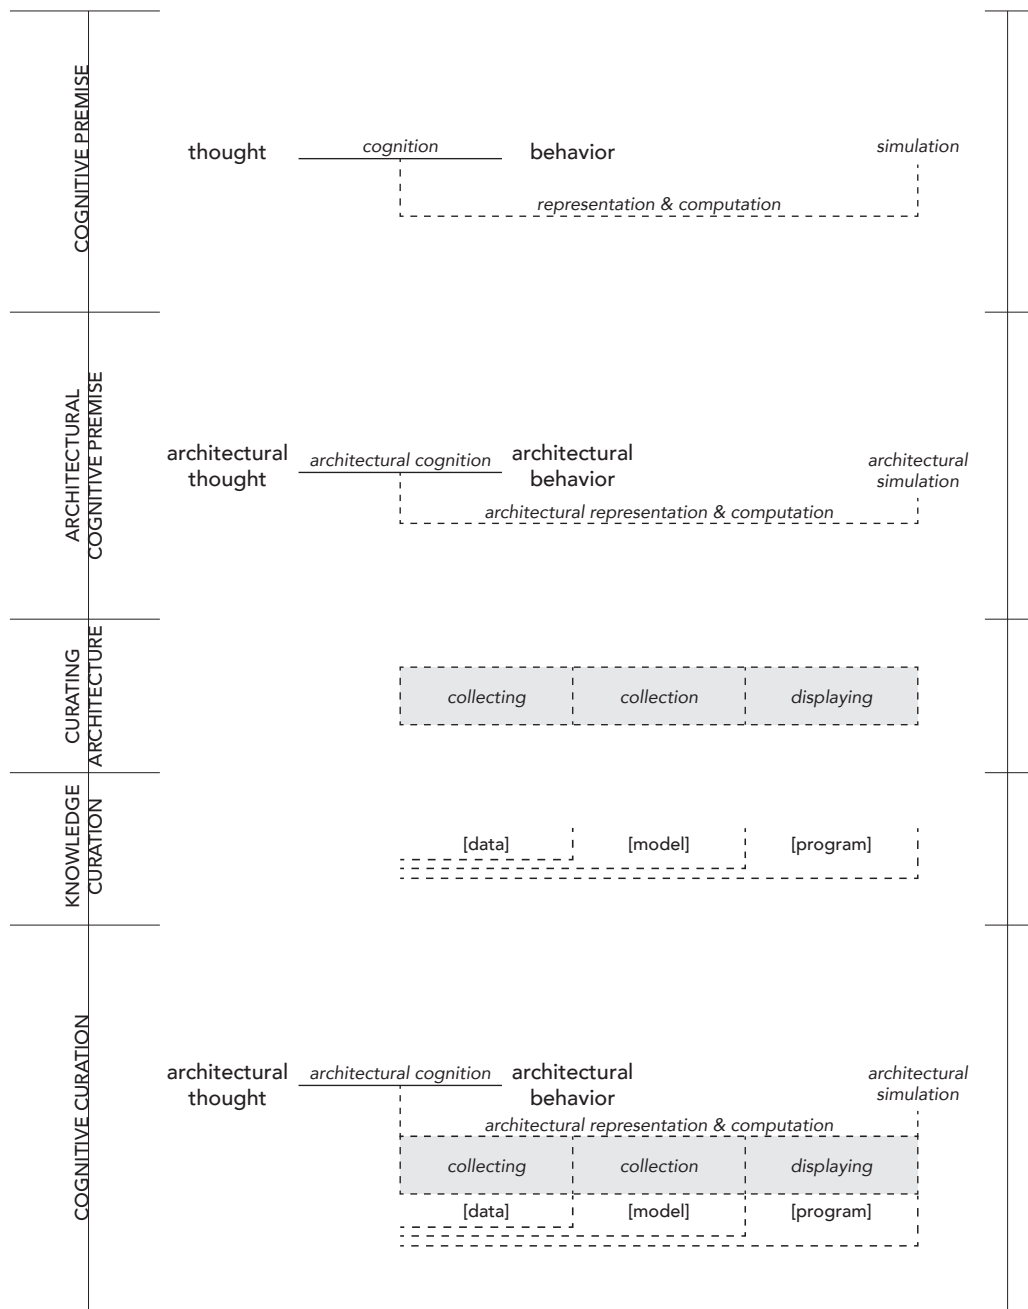 COGNITIVE PREMISE
thought
cognition
behavior
simulation
representation & computation
ARCHITECTURAL
COGNITIVE PREMISE
architectural
thought
architectural cognition
architectural
behavior
architectural
simulation
architectural representation & computation
CURATING
ARCHITECTURE
collecting
collection
displaying
KNOWLEDGE
CURATION
[data]
[model]
[program]
COGNITIVE CURATION
architectural
thought
architectural cognition
architectural
behavior
architectural
simulation
architectural representation & computation
collecting
collection
displaying
[data]
[model]
[program]